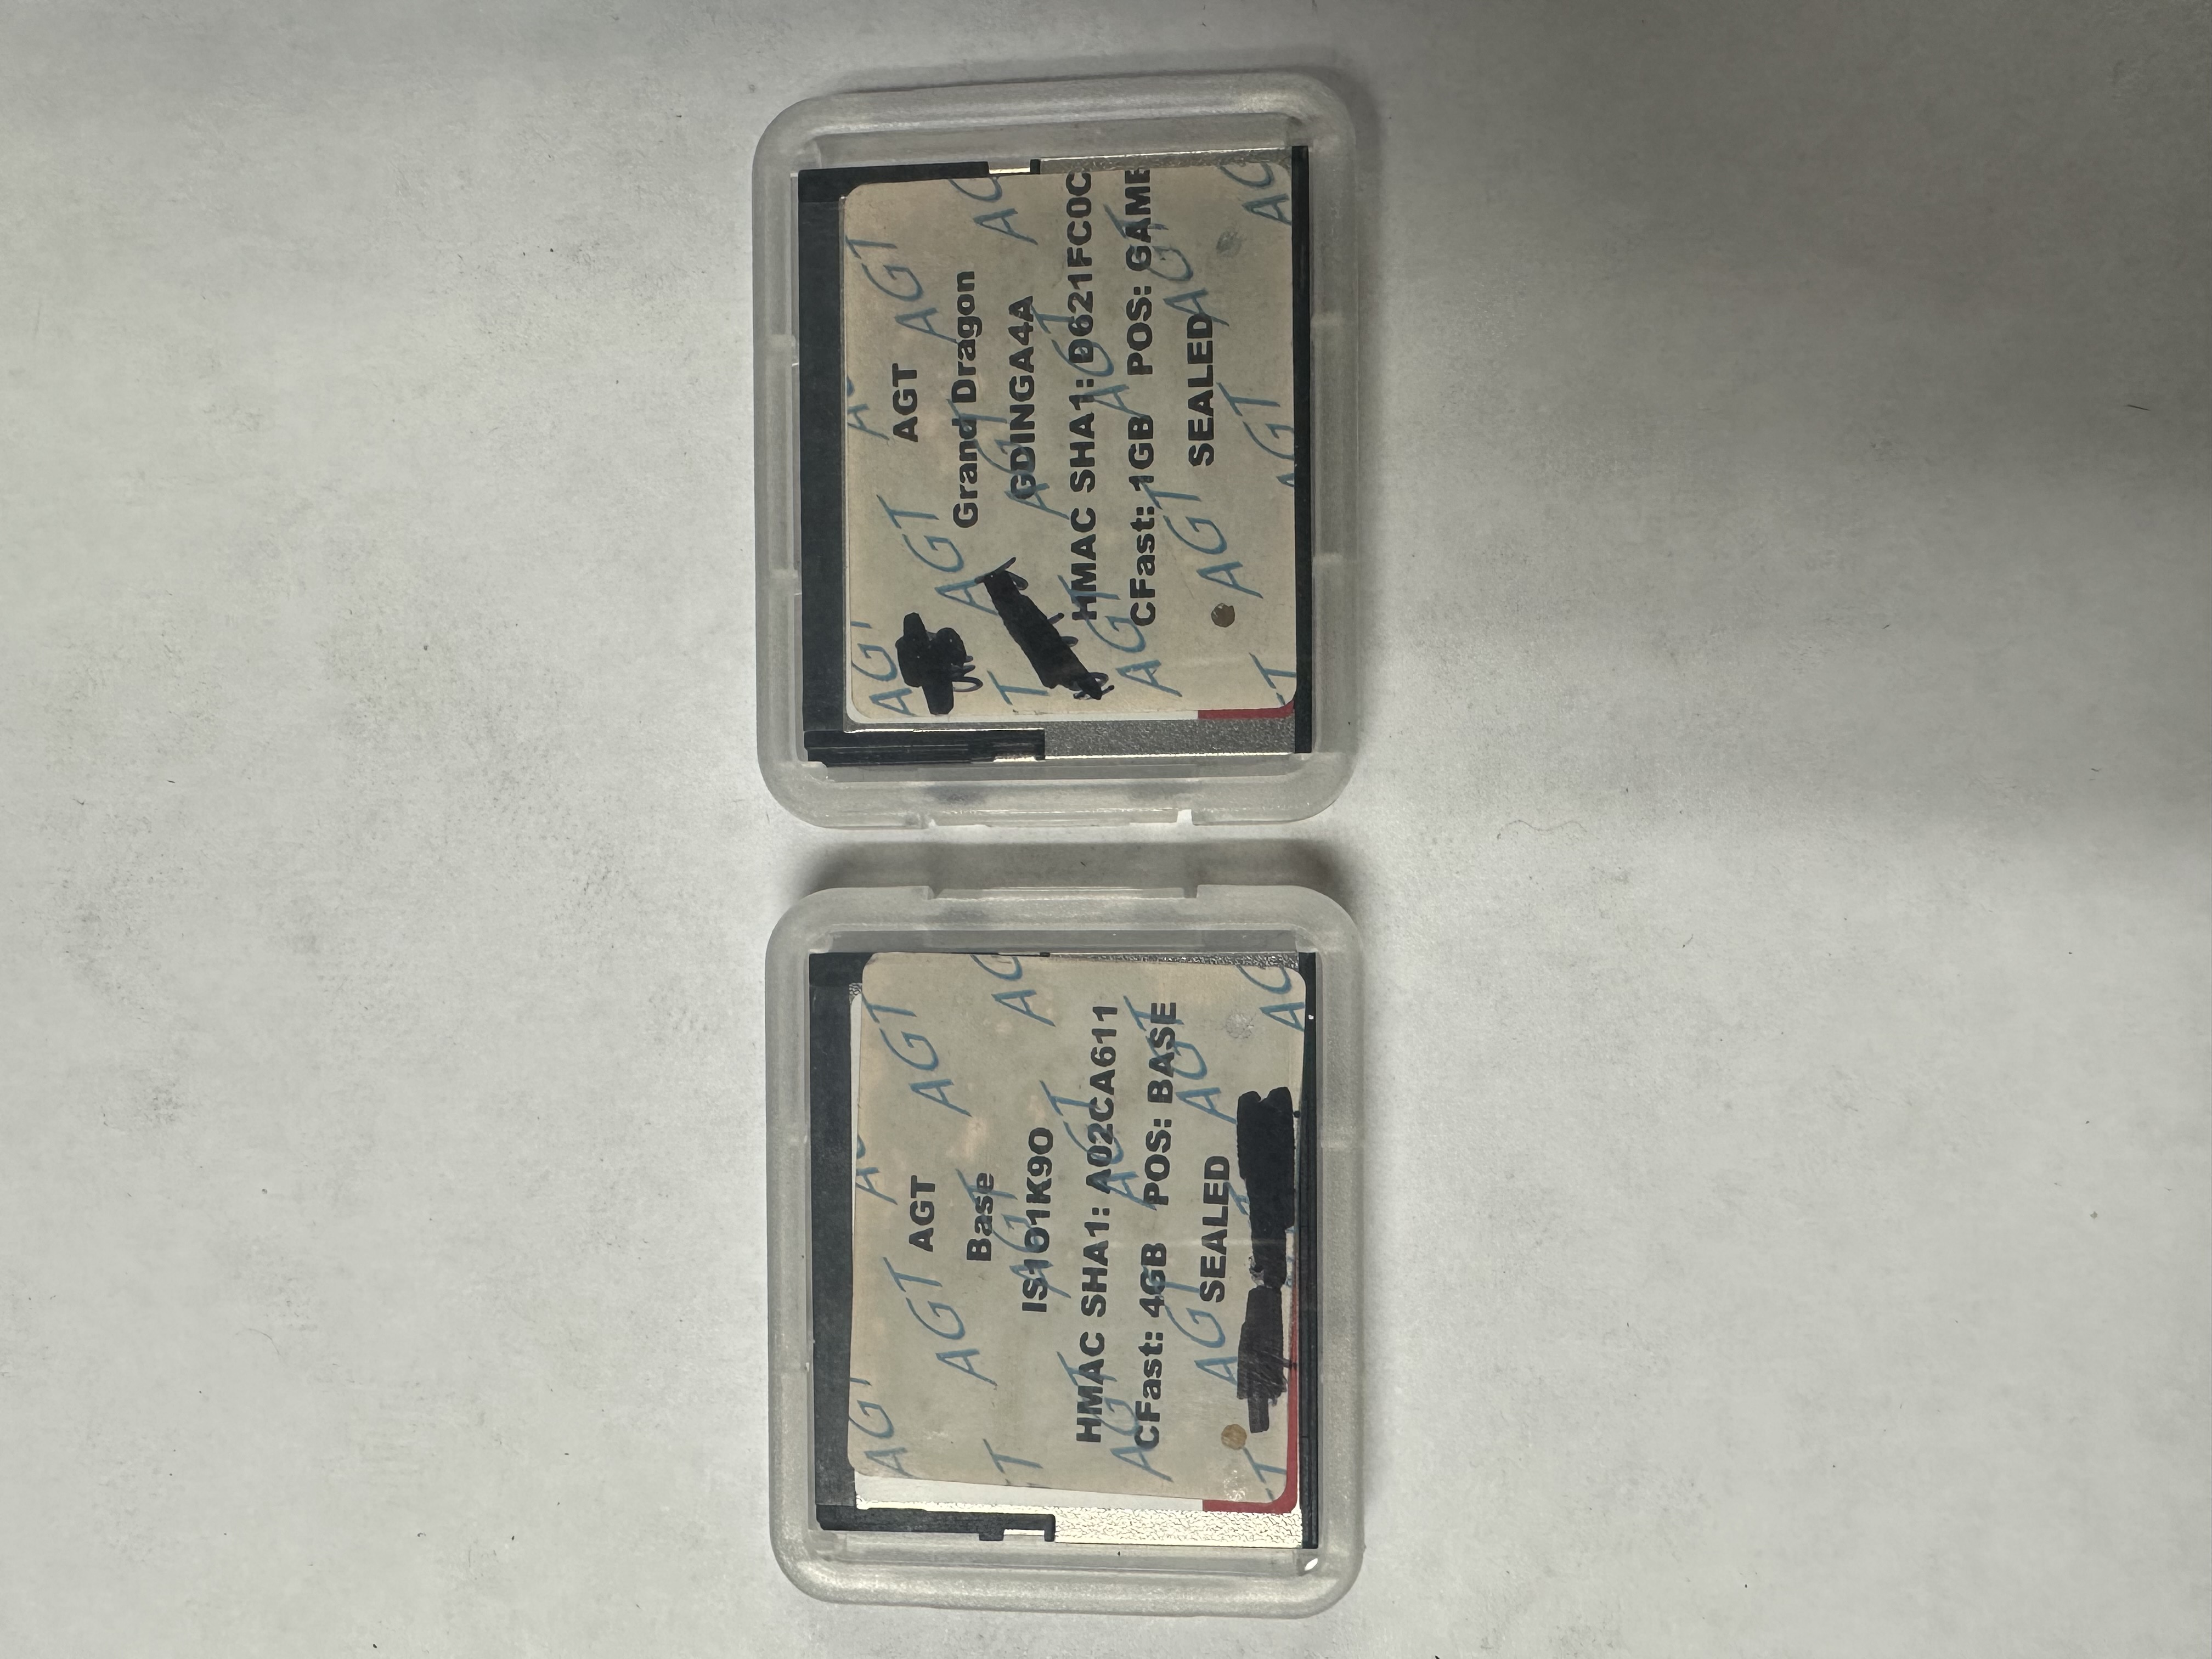 AGT
Base
IS101K9O
HMAC SHA1: A02CA611
CFast: 4GB POS: BASE
SEALED
AGT
Grand Dragon
GDINGA4A
HMAC SHA1: D621FC0C
CFast: 1GB POS: GAME
SEALED